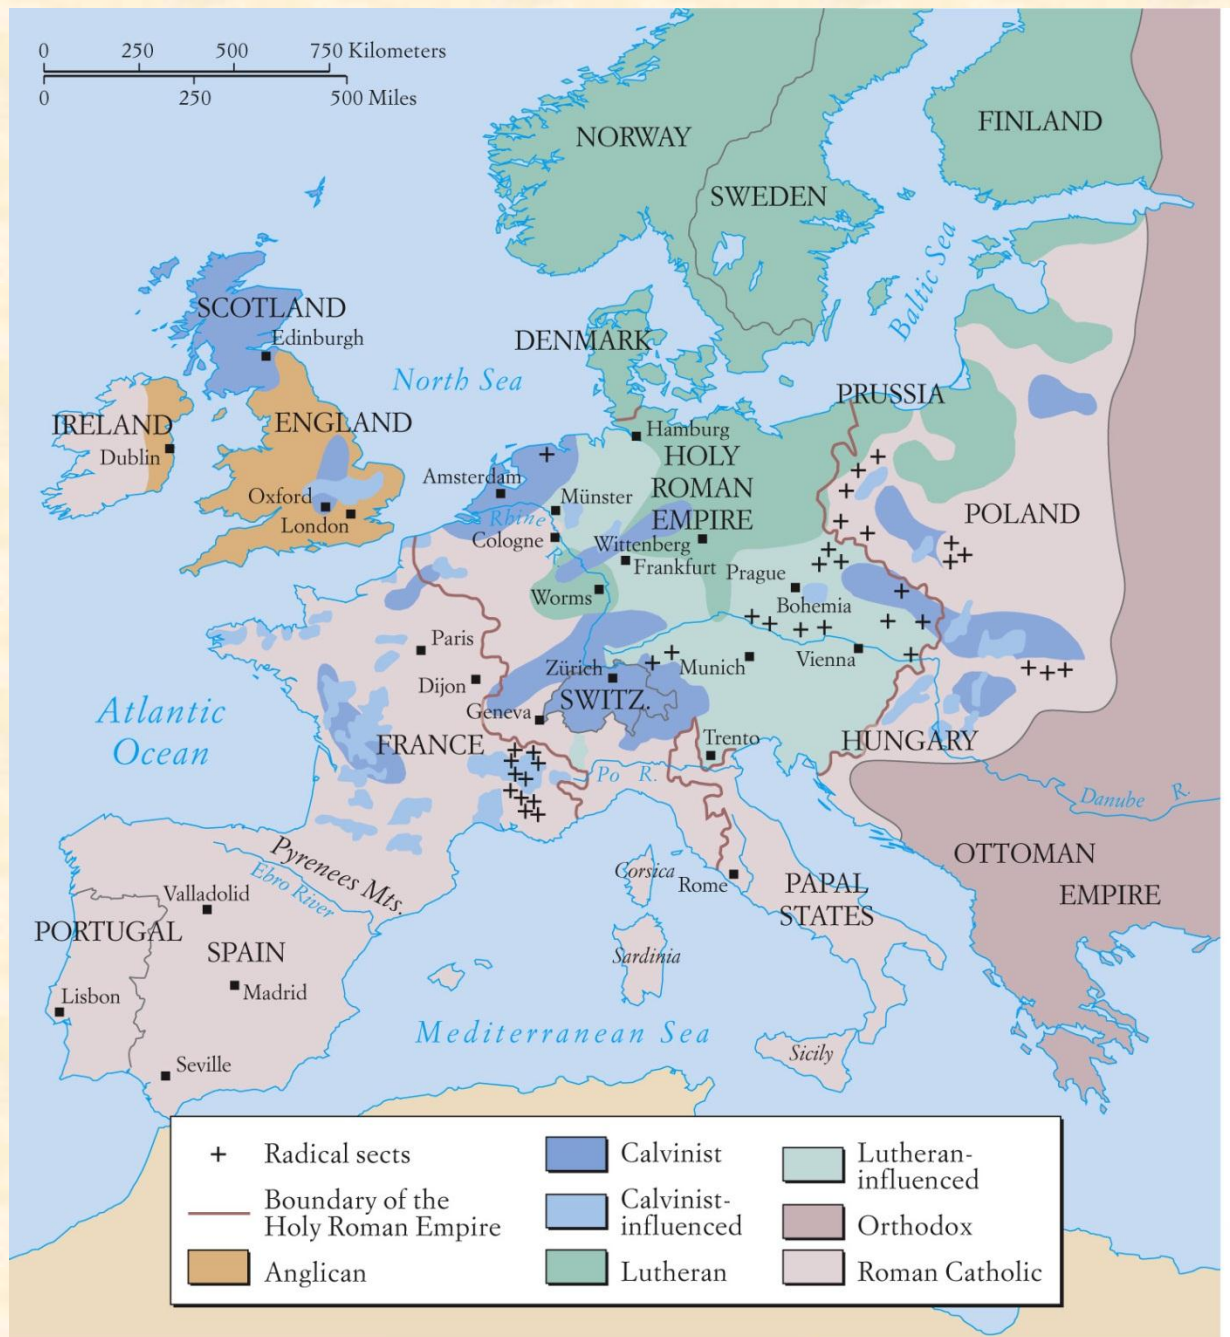 0 250 500 750 Kilometers
0 250 500 Miles
NORWAY
FINLAND
SWEDEN
Baltic Sea
SCOTLAND
Edinburgh
DENMARK
North Sea
PRUSSIA
IRELAND
Dublin
ENGLAND
Hamburg
HOLY
ROMAN
EMPIRE
Amsterdam
Münster
Oxford
London
Rhine
R.
Cologne
POLAND
Wittenberg
Frankfurt
Prague
Bohemia
Worms
Paris
Vienna
Zürich
Munich
Dijon
SWITZ.
Geneva
Atlantic
Ocean
FRANCE
Trento
HUNGARY
Po R.
Danube R.
Pyrenees Mts.
Ebro River
OTTOMAN
EMPIRE
Corsica
Rome
PAPAL
STATES
Valladolid
PORTUGAL
SPAIN
Sardinia
Madrid
Lisbon
Mediterranean Sea
Sicily
Seville
+ Radical sects
Boundary of the
Holy Roman Empire
Anglican
Calvinist
Calvinist-
influenced
Lutheran
Lutheran-
influenced
Orthodox
Roman Catholic